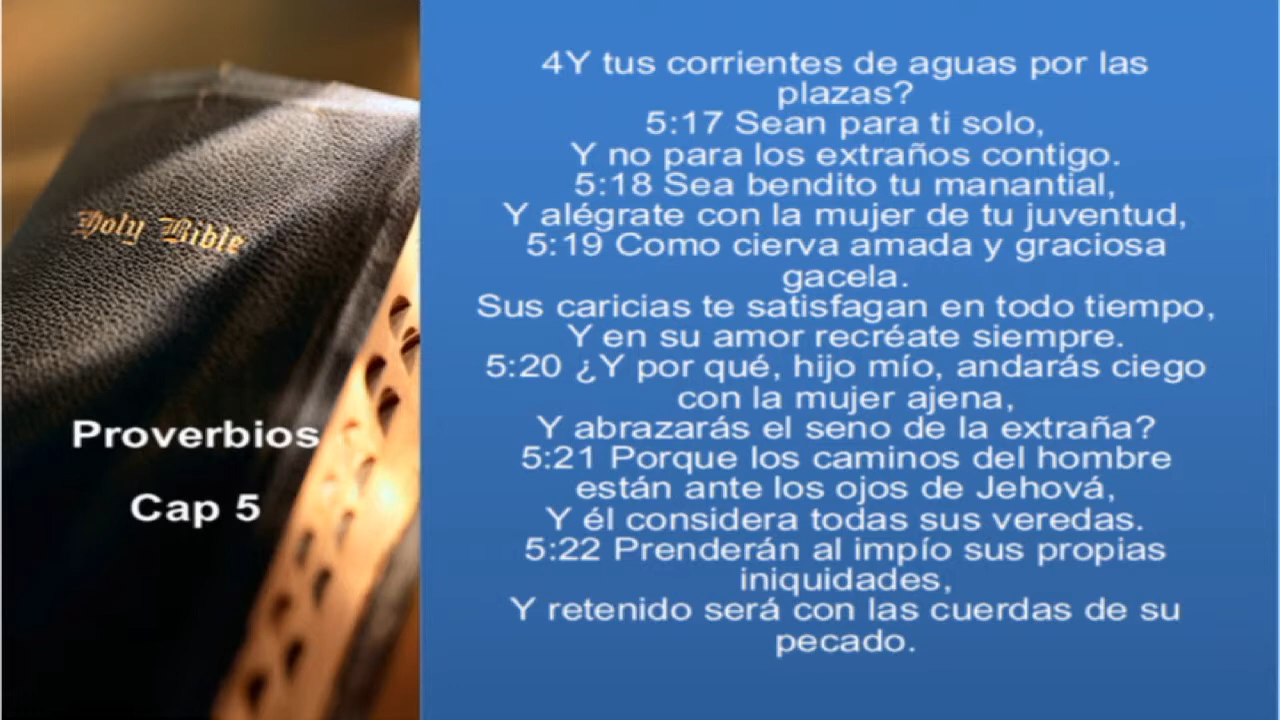 Holy Bible
Proverbios
Cap 5
4Y tus corrientes de aguas por las
plazas?
5:17 Sean para ti solo,
Y no para los extraños contigo.
5:18 Sea bendito tu manantial,
Y alégrate con la mujer de tu juventud,
5:19 Como cierva amada y graciosa
gacela.
Sus caricias te satisfagan en todo tiempo,
Y en su amor recréate siempre.
5:20 ¿Y por qué, hijo mío, andarás ciego
con la mujer ajena,
Y abrazarás el seno de la extraña?
5:21 Porque los caminos del hombre
están ante los ojos de Jehová,
Y él considera todas sus veredas.
5:22 Prenderán al impío sus propias
iniquidades,
Y retenido será con las cuerdas de su
pecado.